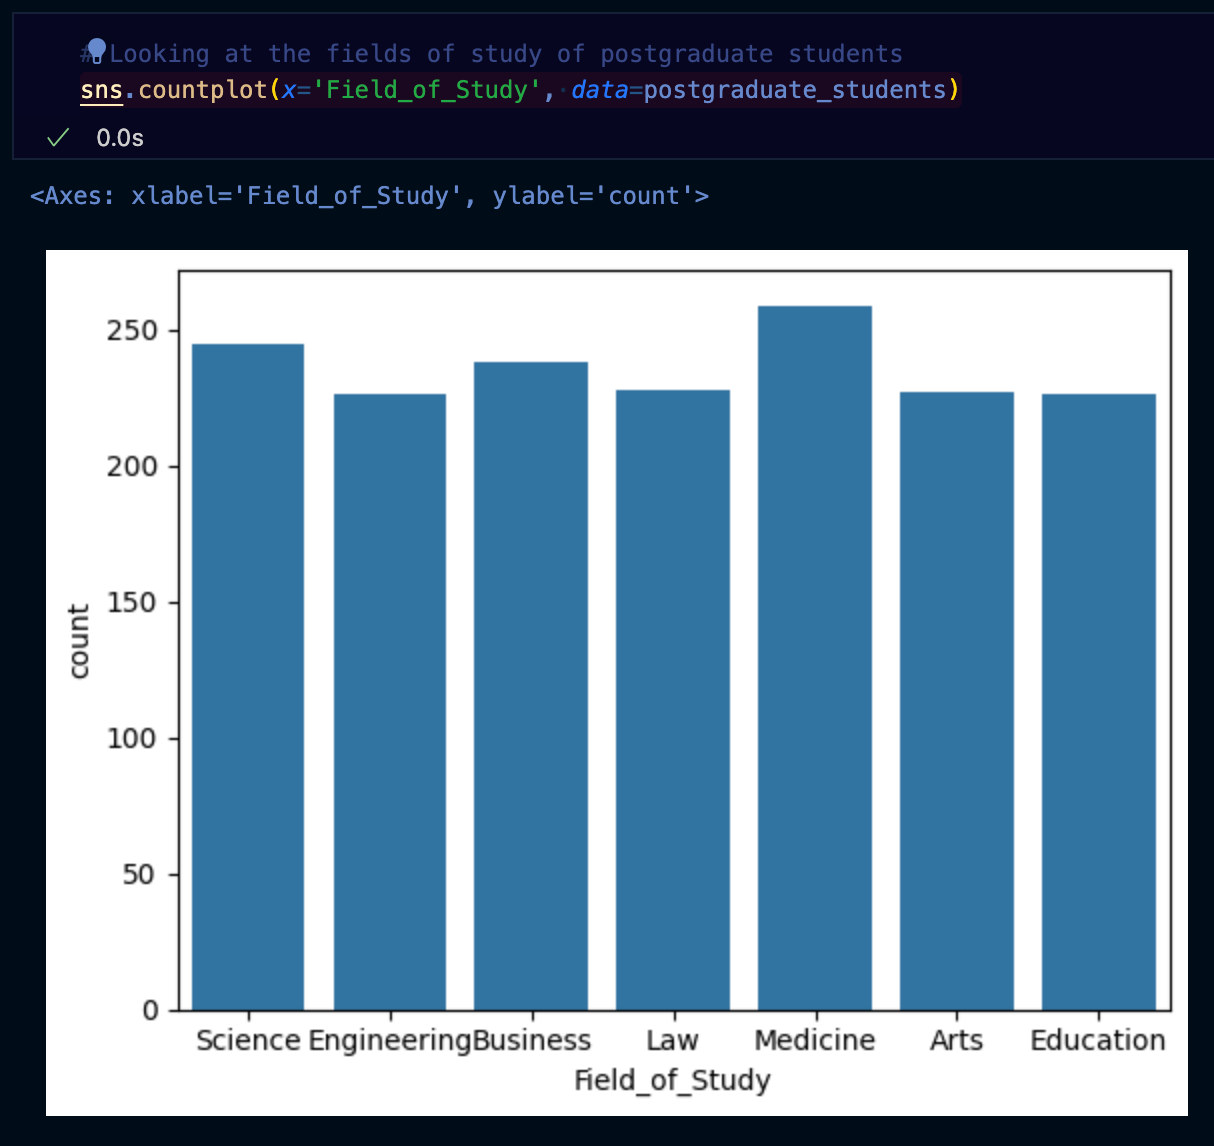 # Looking at the fields of study of postgraduate students
sns.countplot(x='Field_of_Study', data=postgraduate_students)
✓ 0.0s
<Axes: xlabel='Field_of_Study', ylabel='count'>
250
200
150
100
50
0
count
Science Engineering Business Law Medicine Arts Education
Field_of_Study